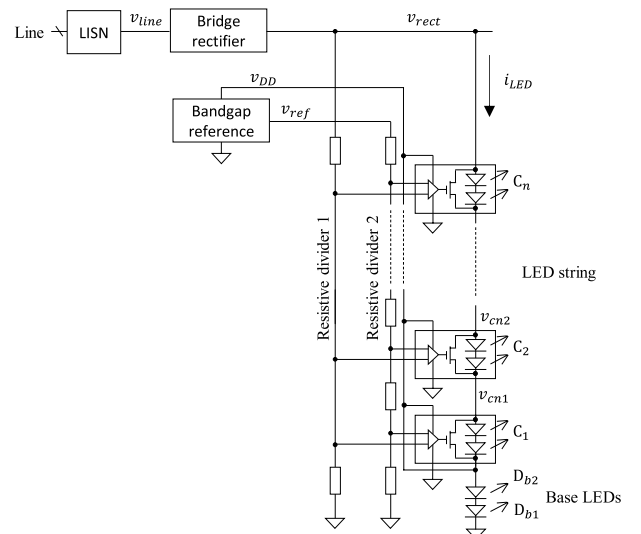 Line
LISN
v_line
Bridge
rectifier
v_rect
i_LED
v_DD
Bandgap
reference
v_ref
C_n
Resistive divider 1
Resistive divider 2
LED string
v_cn2
C_2
v_cn1
C_1
D_b2
D_b1
Base LEDs